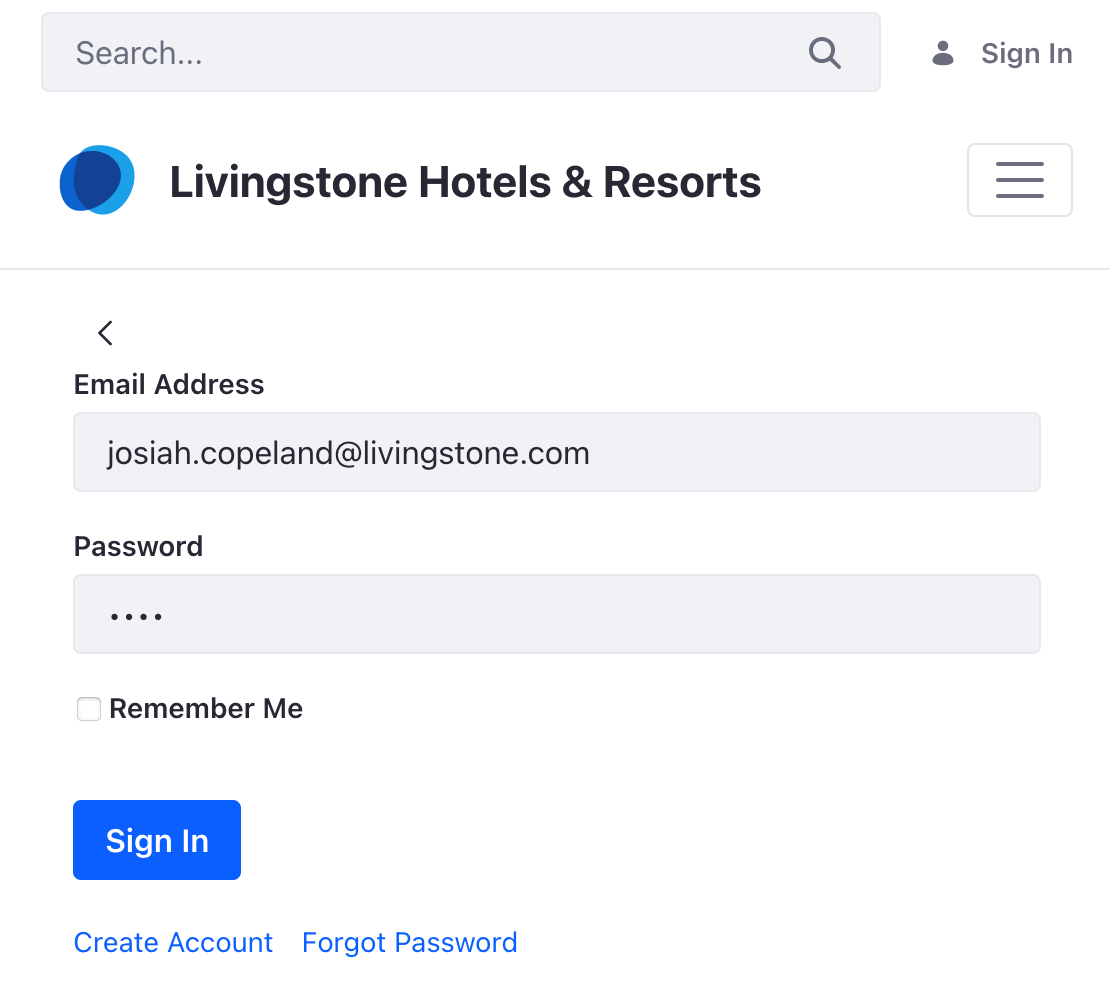 Search...
Sign In
Livingstone Hotels & Resorts
Email Address
josiah.copeland@livingstone.com
Password
••••
Remember Me
Sign In
Create Account Forgot Password